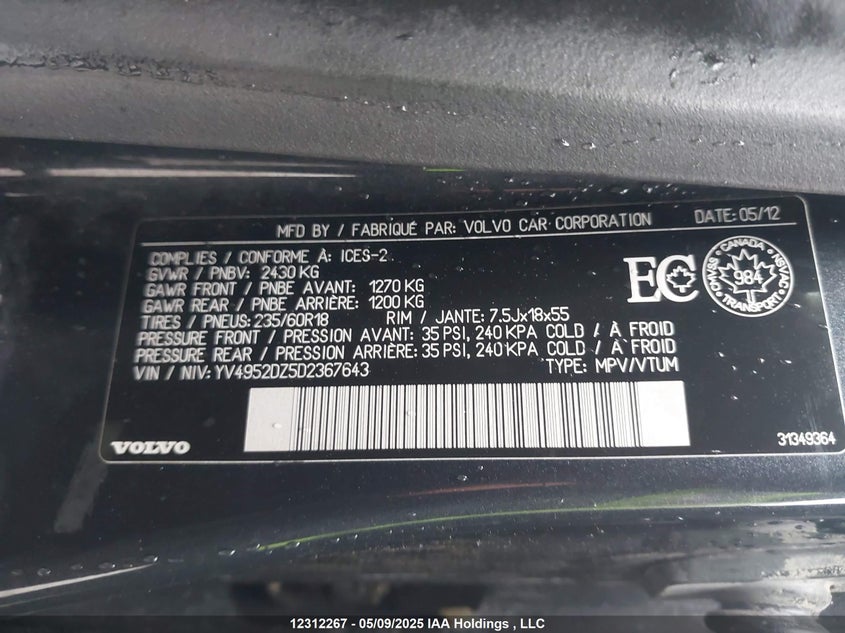 MFD BY / FABRIQUÉ PAR: VOLVO CAR CORPORATION DATE: 05/12
COMPLIES / CONFORME À: ICES-2
GVWR / PNBV: 2430 KG
GAWR FRONT / PNBE AVANT: 1270 KG
GAWR REAR / PNBE ARRIÈRE: 1200 KG
TIRES / PNEUS: 235/60R18 RIM / JANTE: 7.5Jx18x55
PRESSURE FRONT / PRESSION AVANT: 35 PSI, 240 KPA COLD / À FROID
PRESSURE REAR / PRESSION ARRIÈRE: 35 PSI, 240 KPA COLD / À FROID
VIN / NIV: YV4952DZ5D2367643 TYPE: MPV/VTUM
EC
CANADA
CMVSS NSVAC
984
TRANSPORT
VOLVO
31349364
12312267 - 05/09/2025 IAA Holdings , LLC